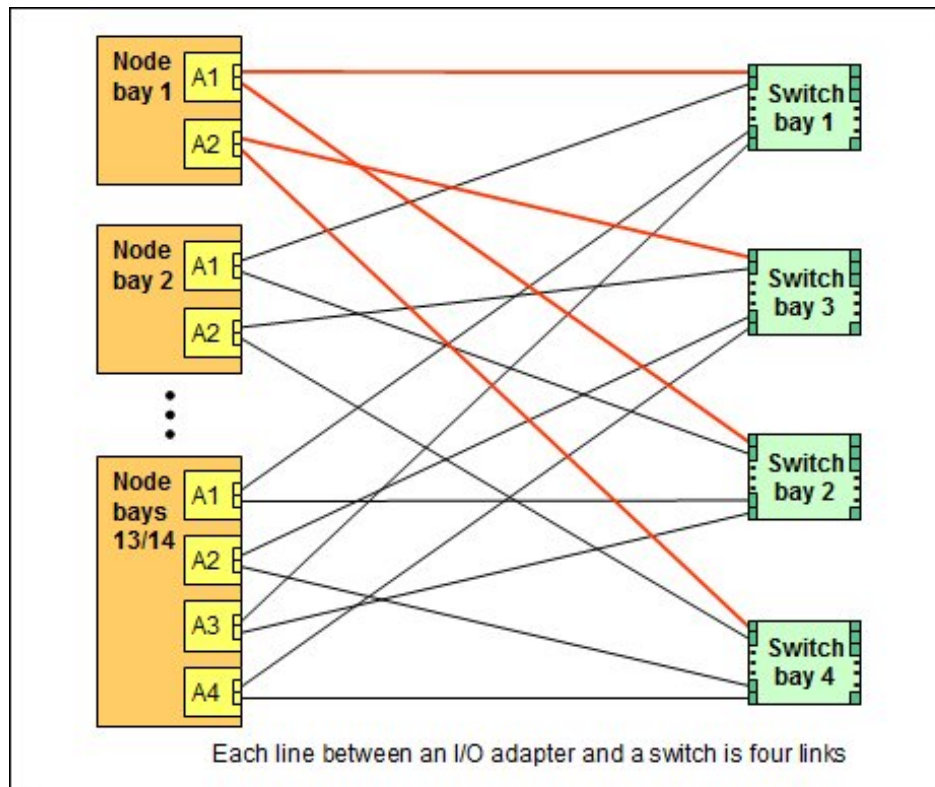 Node
bay 1
A1
A2
Node
bay 2
A1
A2
Node
bays
13/14
A1
A2
A3
A4
Switch
bay 1
Switch
bay 3
Switch
bay 2
Switch
bay 4
Each line between an I/O adapter and a switch is four links